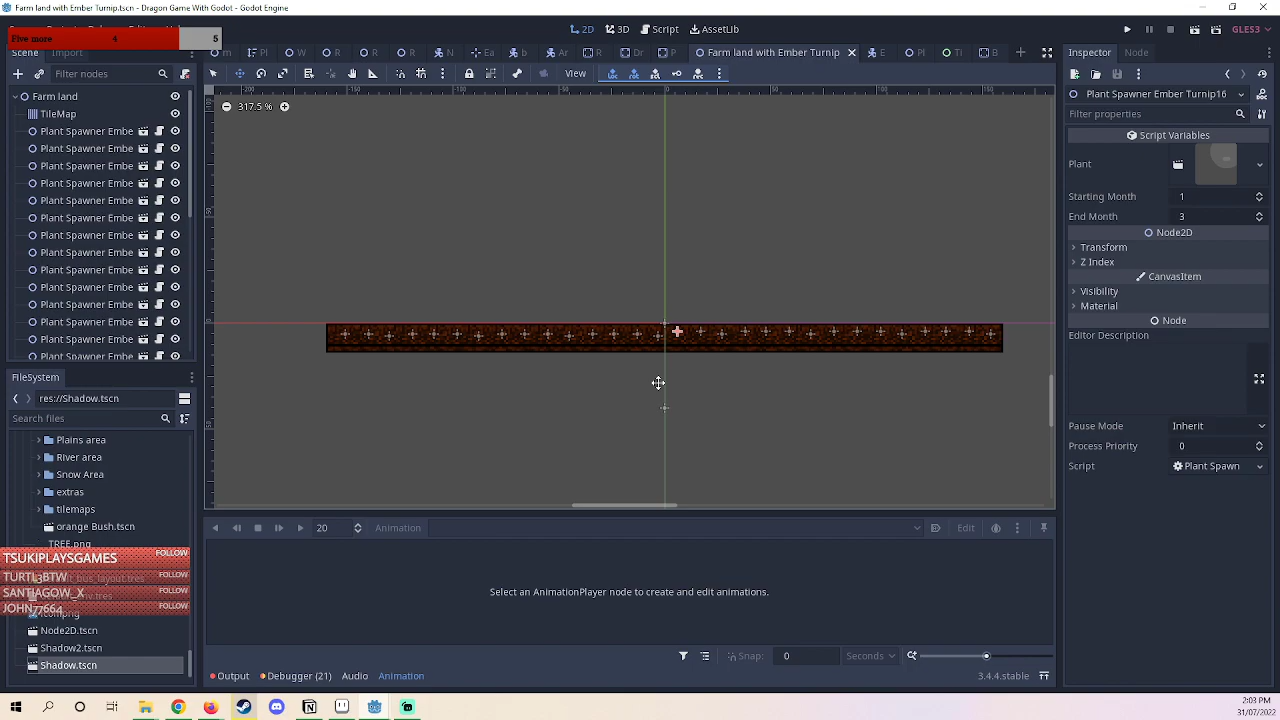 Farm land with Ember Turnip.tscn - Dragon Game With Godot - Godot Engine
Five more 4 5
2D 3D Script AssetLib
GLES3
Scene Import
Farm land with Ember Turnip
Inspector Node
Filter nodes
View
Farm land
TileMap
Plant Spawner Embe
Plant Spawner Embe
Plant Spawner Embe
Plant Spawner Embe
Plant Spawner Embe
Plant Spawner Embe
Plant Spawner Embe
Plant Spawner Embe
Plant Spawner Embe
Plant Spawner Embe
Plant Spawner Embe
Plant Spawner Embe
Plant Spawner Embe
Plant Spawner Embe
317.5 %
Plant Spawner Ember Turnip16
Filter properties
Script Variables
Plant
Starting Month 1
End Month 3
Node2D
Transform
Z Index
CanvasItem
Visibility
Material
Node
Editor Description
Pause Mode Inherit
Process Priority 0
Script Plant Spawn
FileSystem
res://Shadow.tscn
Search files
Plains area
River area
Snow Area
extras
tilemaps
orange Bush.tscn
TREE.png
TSUKIPLAYSGAMES FOLLOW
TURTL_BTW FOLLOW
SANTIAGOW_X FOLLOW
JOHN77664 FOLLOW
Node2D.tscn
Shadow2.tscn
Shadow.tscn
20 Animation Edit
Select an AnimationPlayer node to create and edit animations.
Snap: 0 Seconds
Output Debugger (21) Audio Animation
3.4.4.stable
2:03 PM
31/07/2022